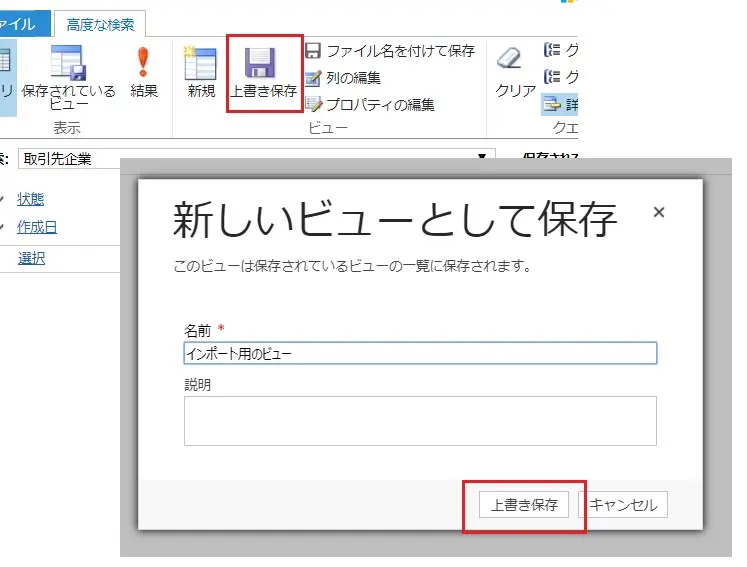 ァイル 高度な検索
リ 保存されている
ビュー
結果
新規
上書き保存
ファイル名を付けて保存
列の編集
プロパティの編集
クリア
グ
グ
詳
表示
ビュー
クエ
索: 取引先企業
保存され
状態
作成日
選択
新しいビューとして保存
このビューは保存されているビューの一覧に保存されます。
名前 *
インポート用のビュー
説明
上書き保存 キャンセル